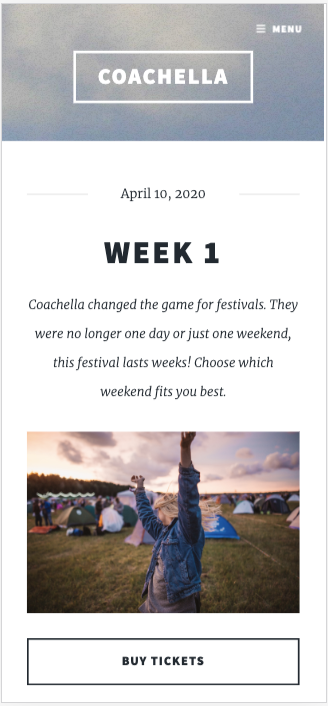 MENU
COACHELLA
April 10, 2020
WEEK 1
Coachella changed the game for festivals. They
were no longer one day or just one weekend,
this festival lasts weeks! Choose which
weekend fits you best.
BUY TICKETS